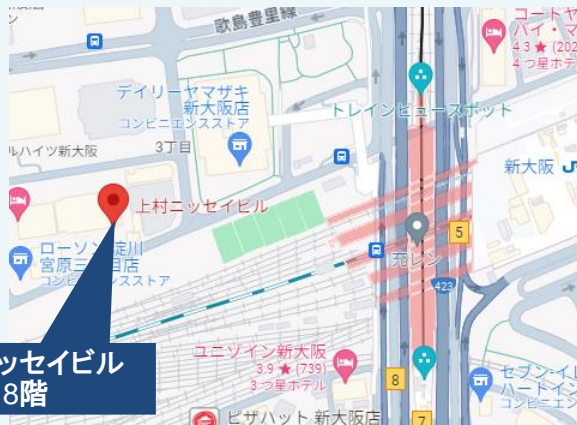 歌島豊里線
コートヤ
バイ・マ
4.3 ★ (202
4 つ星ホテ
デイリーヤマザキ
新大阪店
コンビニエンスストア
トレインビュースポット
3丁目
ルハイツ新大阪
新大阪
上村ニッセイビル
5
ローソン 淀川
宮原三丁目店
コンビニエンスストア
充レン
423
ッセイビル
8階
ユニゾイン新大阪
3.9 ★ (739)
3 つ星ホテル
8
セブン-イレ
ハートイン
コンビニエン
ピザハット 新大阪店
7